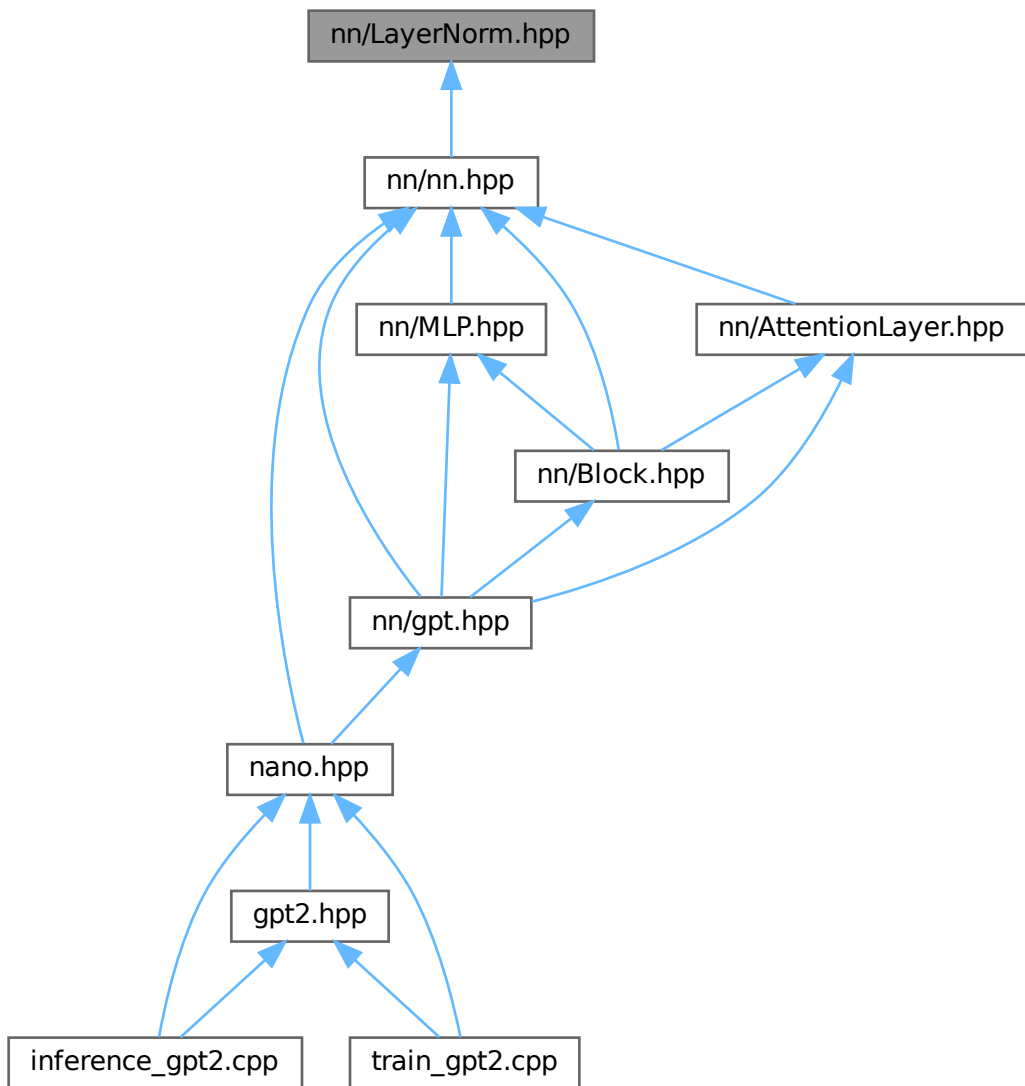 nn/LayerNorm.hpp
nn/nn.hpp
nn/MLP.hpp
nn/AttentionLayer.hpp
nn/Block.hpp
nn/gpt.hpp
nano.hpp
gpt2.hpp
inference_gpt2.cpp
train_gpt2.cpp